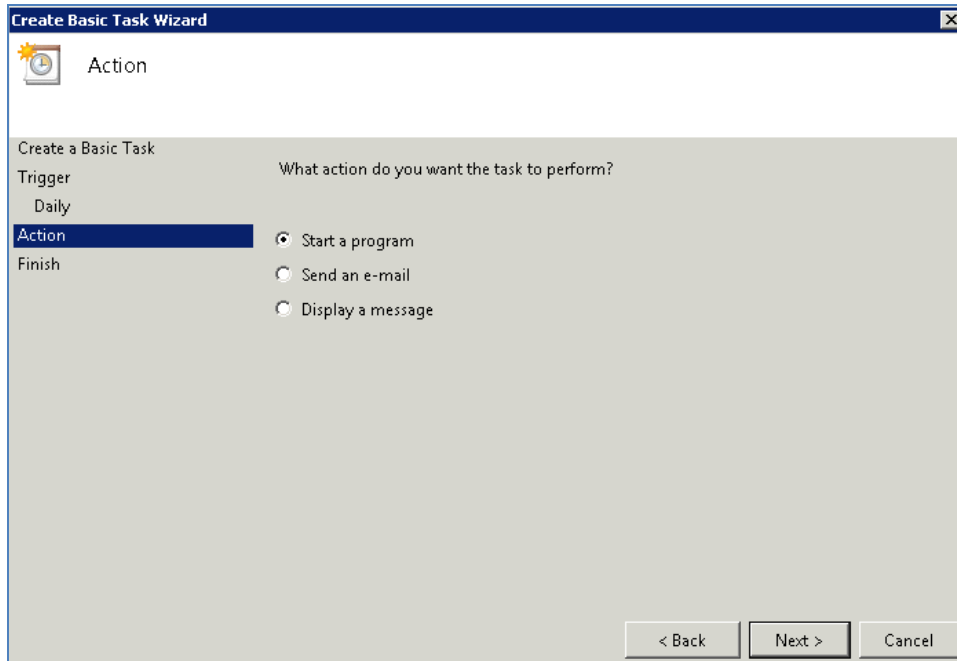 Create Basic Task Wizard
Action
Create a Basic Task
Trigger
Daily
Action
Finish
What action do you want the task to perform?
Start a program
Send an e-mail
Display a message
< Back
Next >
Cancel